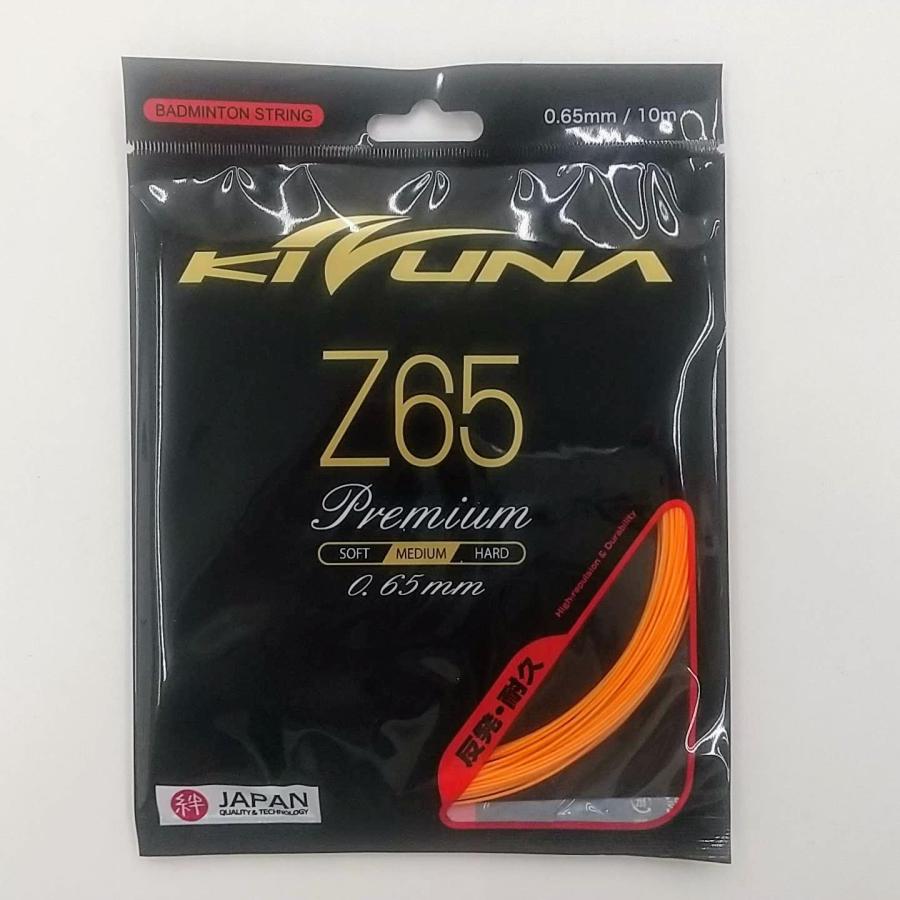 BADMINTON STRING
0.65mm / 10m
KIZUNA
Z65
Premium
SOFT MEDIUM HARD
0.65mm
High-repulsion & Durability
反発・耐久
絆 JAPAN
QUALITY & TECHNOLOGY